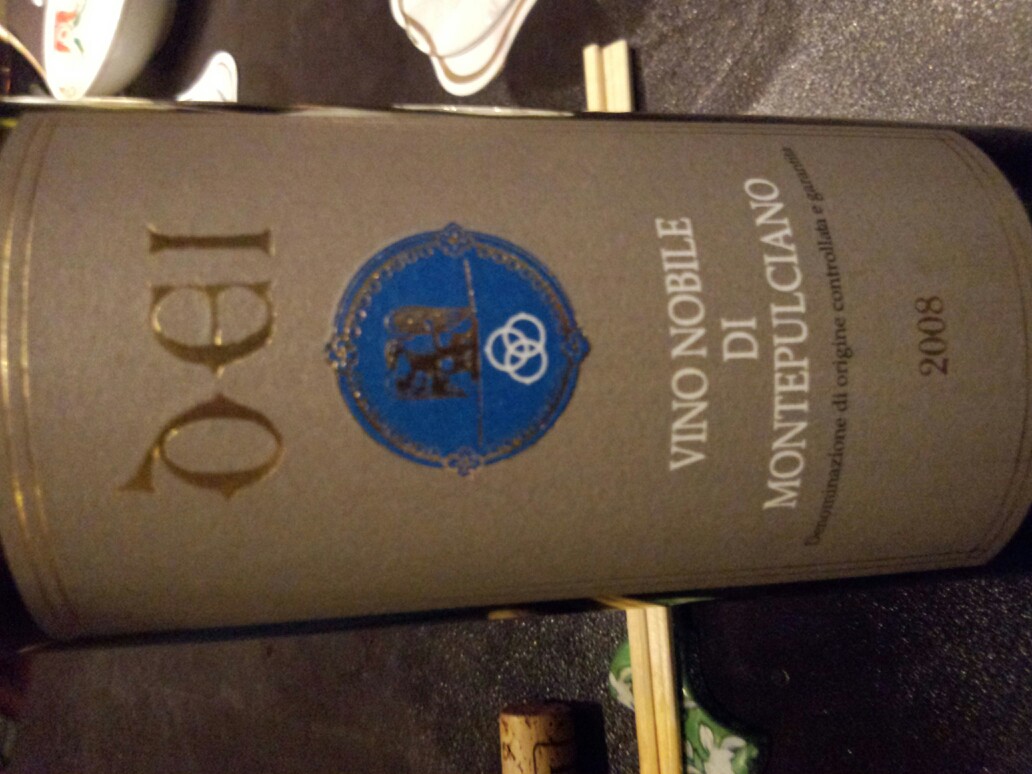 DEI
VINO NOBILE
DI
MONTEPULCIANO
Denominazione di origine controllata e garantita
2008